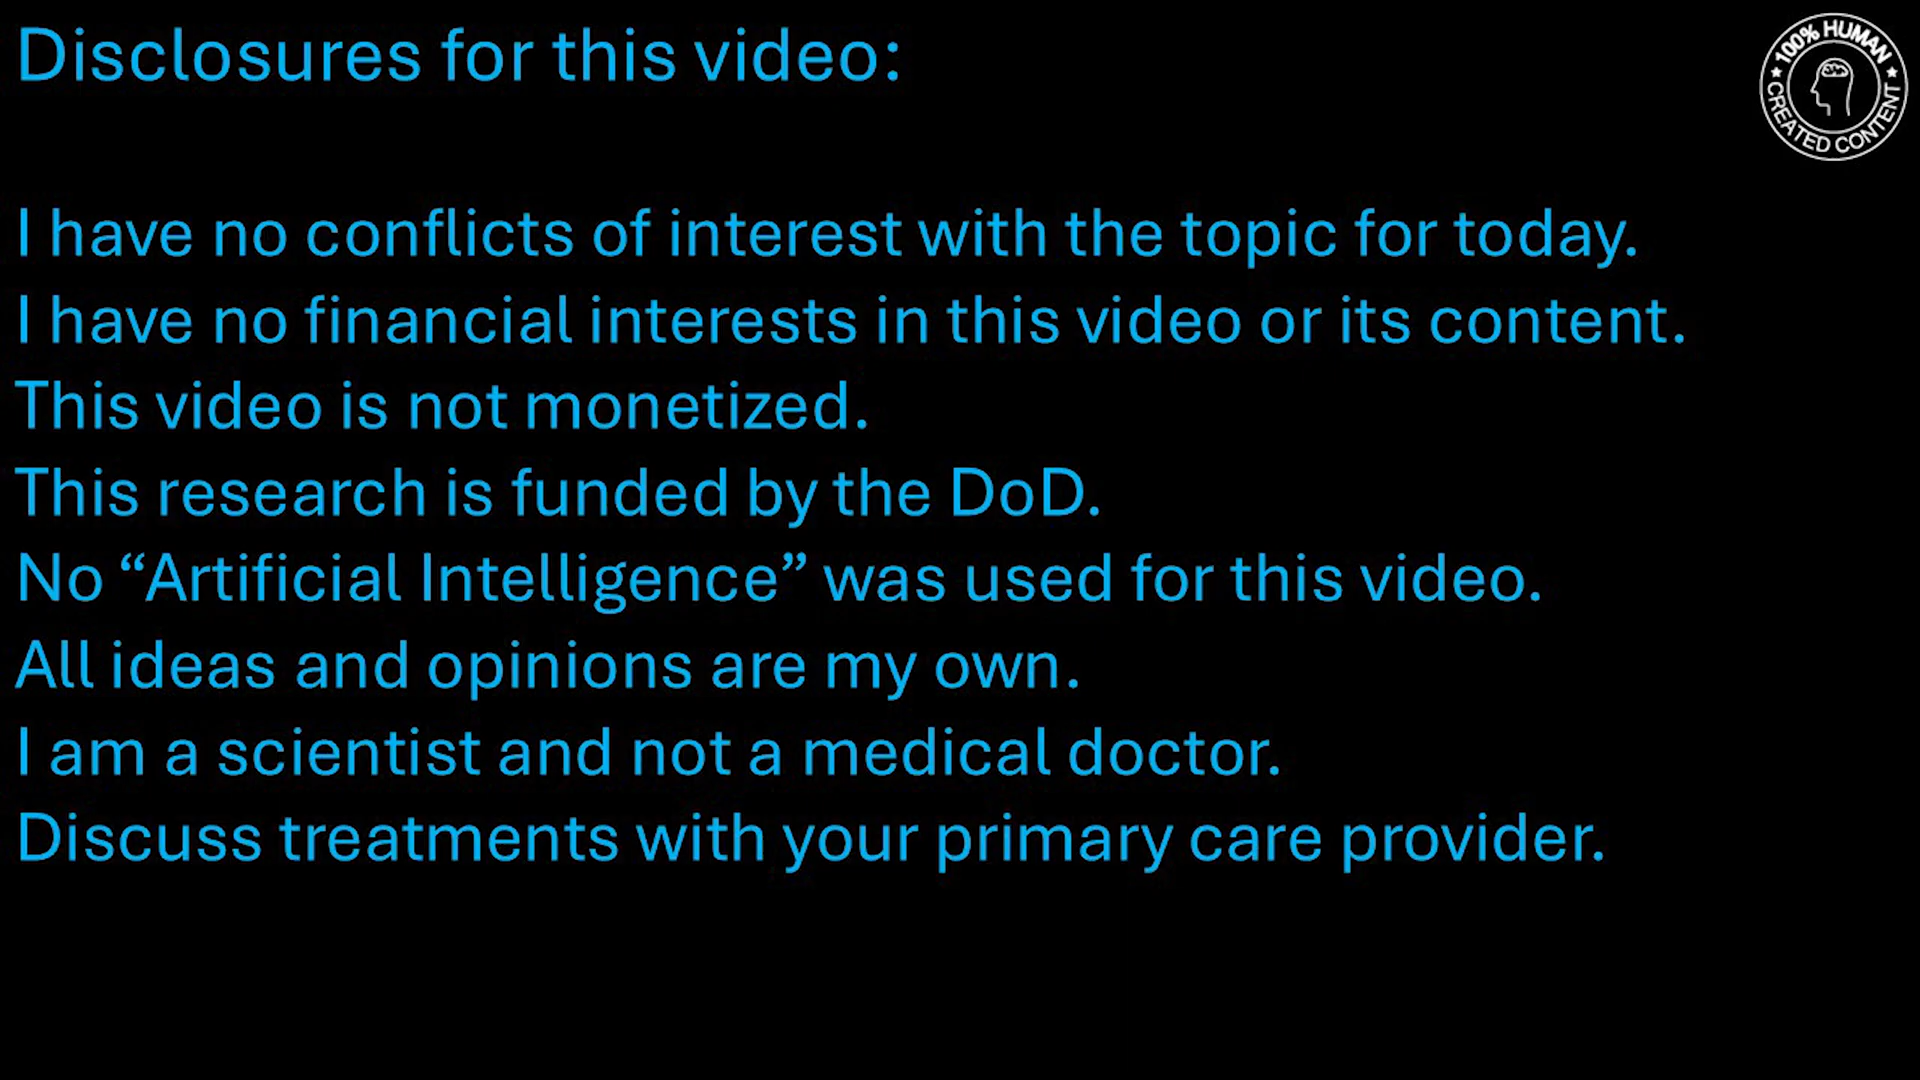 Disclosures for this video:
100% HUMAN
CREATED CONTENT
I have no conflicts of interest with the topic for today.
I have no financial interests in this video or its content.
This video is not monetized.
This research is funded by the DoD.
No “Artificial Intelligence” was used for this video.
All ideas and opinions are my own.
I am a scientist and not a medical doctor.
Discuss treatments with your primary care provider.